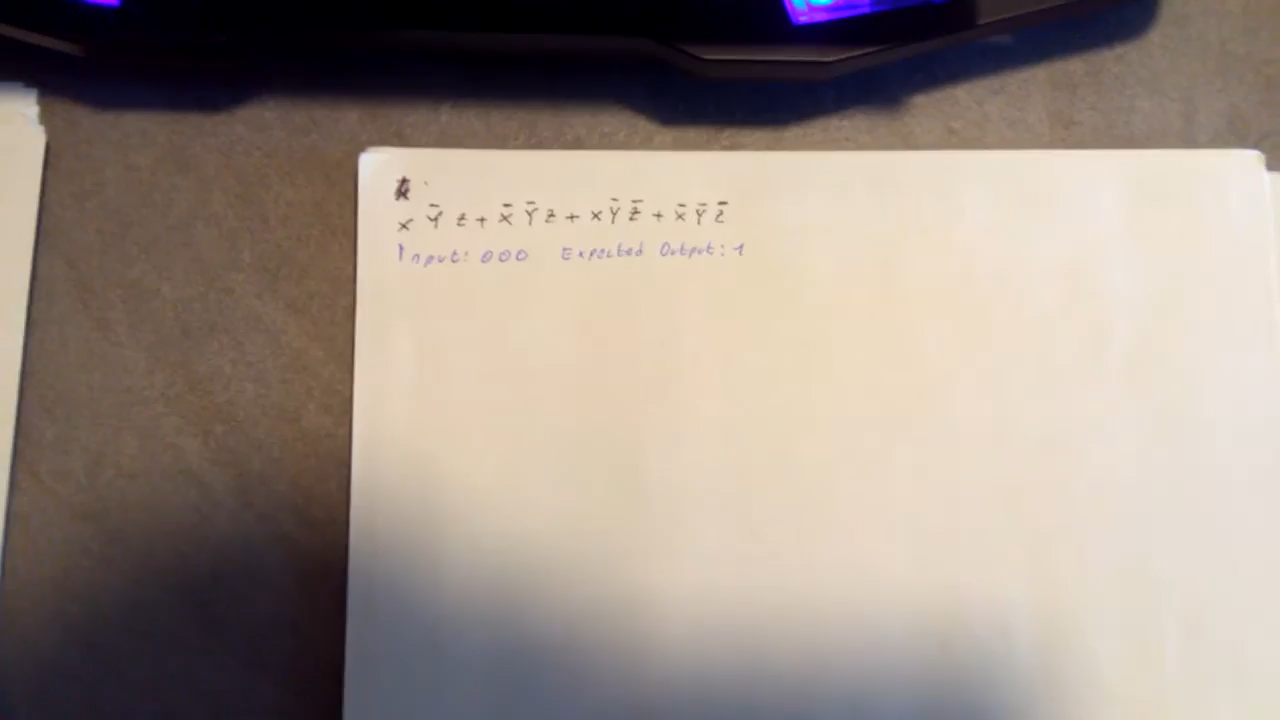 x Ȳ z + X̄ Ȳ z + x Ȳ Z̄ + X̄ Ȳ Z̄
Input: 000 Expected Output: 1